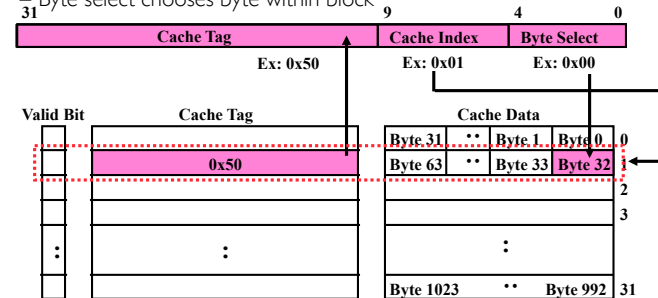 – Byte select chooses byte within block
31 9 4 0
Cache Tag Cache Index Byte Select
Ex: 0x50 Ex: 0x01 Ex: 0x00
Valid Bit Cache Tag Cache Data
Byte 31 ·· Byte 1 Byte 0 0
0x50 Byte 63 ·· Byte 33 Byte 32 1
2
3
: : :
Byte 1023 ·· Byte 992 31